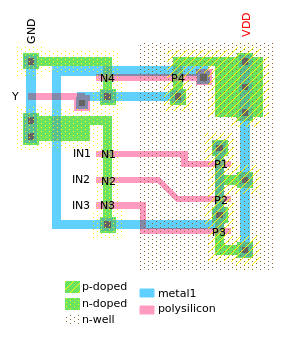 GND
VDD
N4 P4
Y
IN1 N1
P1
IN2 N2
P2
IN3 N3
P3
p-doped
n-doped
n-well
metal1
polysilicon